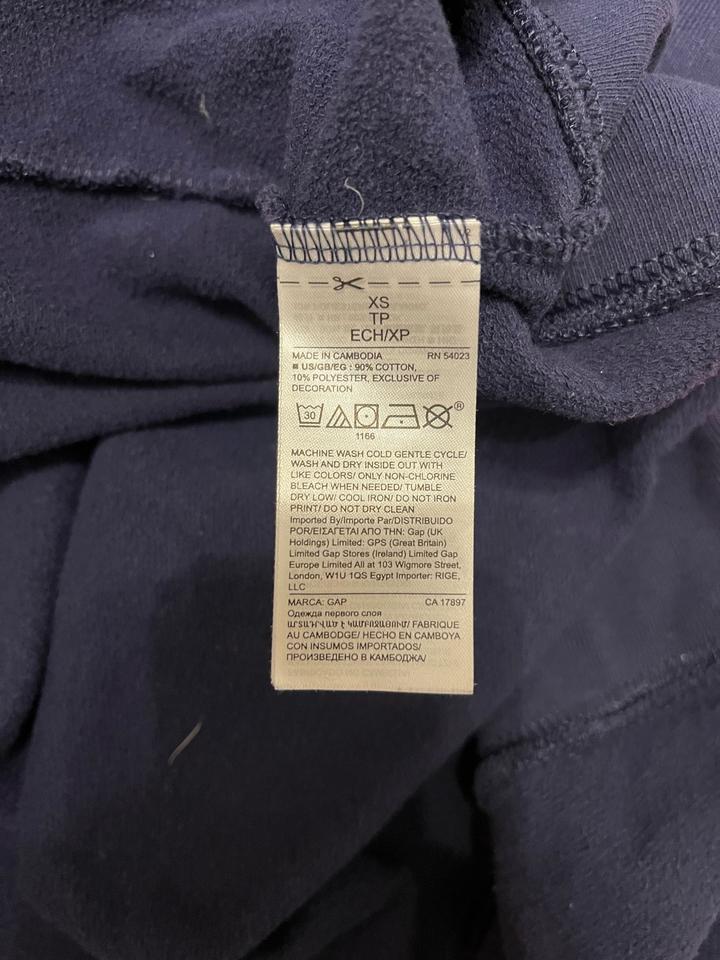 XS
TP
ECH/XP
MADE IN CAMBODIA RN 54023
■ US/GB/EG : 90% COTTON,
10% POLYESTER, EXCLUSIVE OF
DECORATION
30
®
1166
MACHINE WASH COLD GENTLE CYCLE/
WASH AND DRY INSIDE OUT WITH
LIKE COLORS/ ONLY NON-CHLORINE
BLEACH WHEN NEEDED/ TUMBLE
DRY LOW/ COOL IRON/ DO NOT IRON
PRINT/ DO NOT DRY CLEAN
Imported By/Importe Par/DISTRIBUIDO
POR/ΕΙΣΑΓΕΤΑΙ ΑΠΟ ΤΗΝ: Gap (UK
Holdings) Limited: GPS (Great Britain)
Limited Gap Stores (Ireland) Limited Gap
Europe Limited All at 103 Wigmore Street,
London, W1U 1QS Egypt Importer: RIGE,
LLC
MARCA: GAP CA 17897
Одежда первого слоя
ԱՐՏԱԴՐՎԱԾ Է ԿԱՄԲՈՋԱՅՈՒՄ/ FABRIQUE
AU CAMBODGE/ HECHO EN CAMBOYA
CON INSUMOS IMPORTADOS/
ПРОИЗВЕДЕНО В КАМБОДЖА/